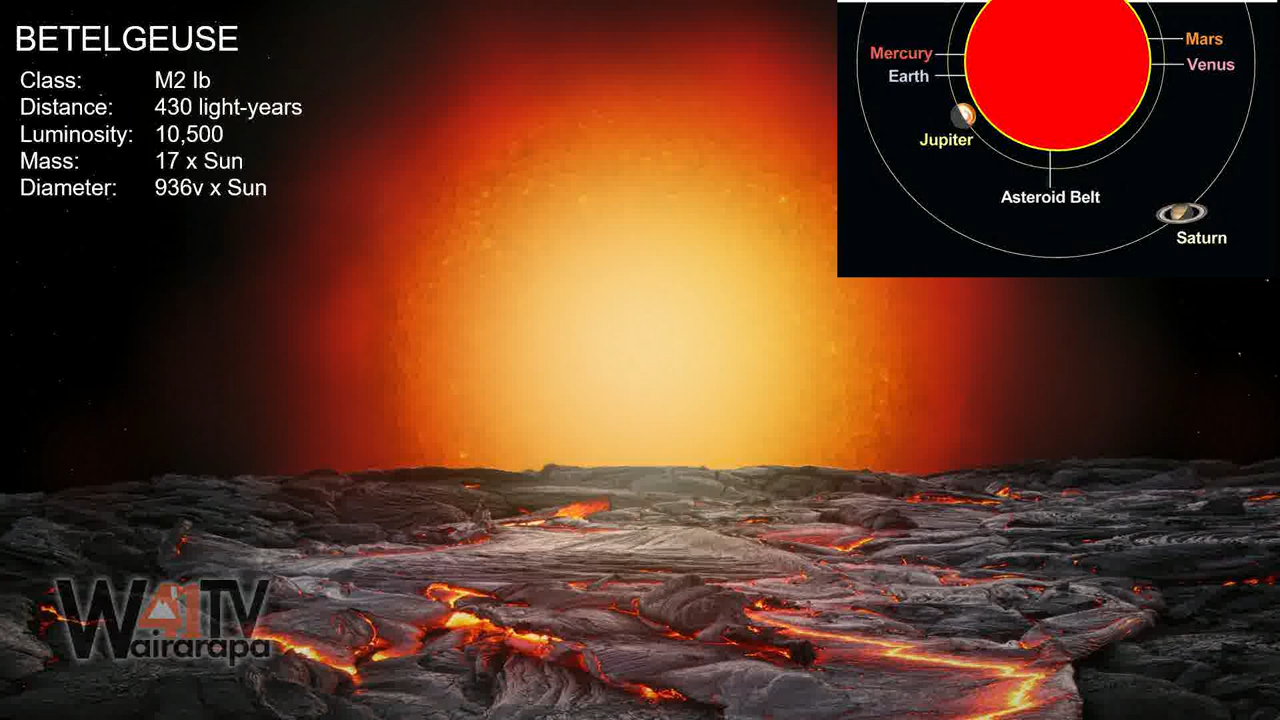 BETELGEUSE
Class: M2 Ib
Distance: 430 light-years
Luminosity: 10,500
Mass: 17 x Sun
Diameter: 936v x Sun
Mars
Mercury
Venus
Earth
Jupiter
Asteroid Belt
Saturn
W41TV
Wairarapa